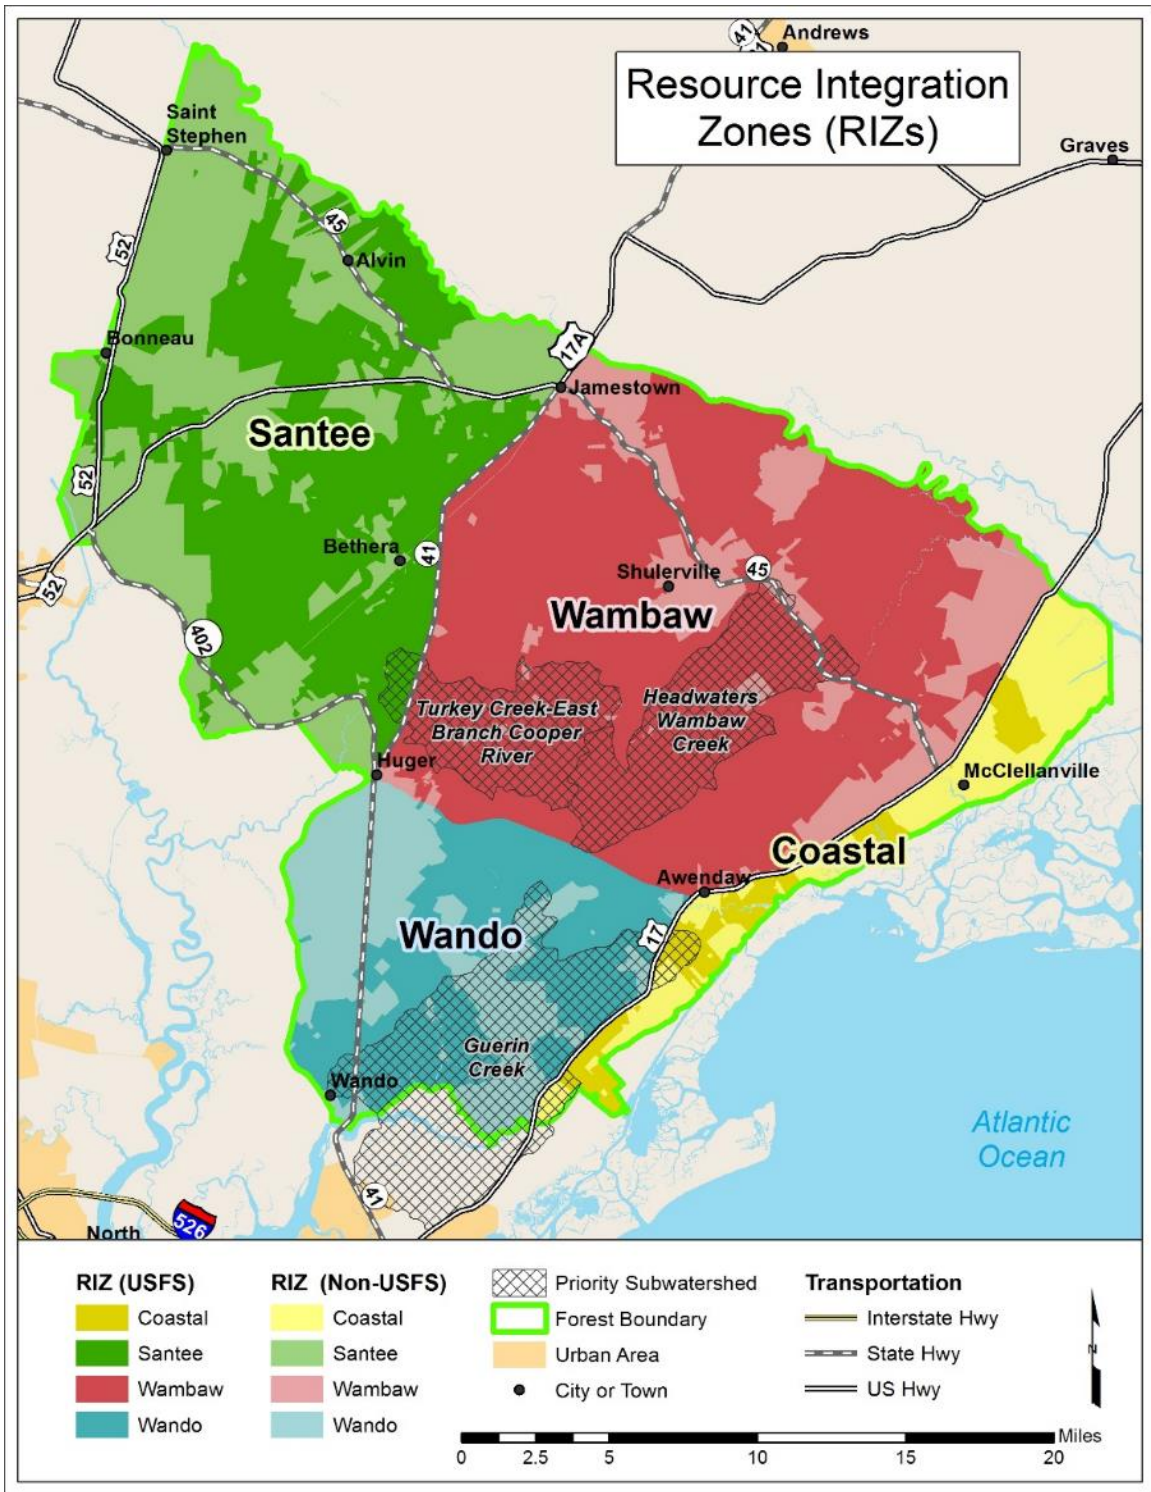 41
Andrews
Resource Integration
Zones (RIZs)
Saint
Stephen
Graves
45
52
Alvin
Bonneau
17A
Jamestown
Santee
52
Bethera
41
Shulerville
45
52
Wambaw
402
Turkey Creek-East
Branch Cooper
River
Headwaters
Wambaw
Creek
Huger
McClellanville
Coastal
Awendaw
Wando
17
Guerin
Creek
Wando
Atlantic
Ocean
41
526
North
RIZ (USFS)
Coastal
Santee
Wambaw
Wando
RIZ (Non-USFS)
Coastal
Santee
Wambaw
Wando
Priority Subwatershed
Forest Boundary
Urban Area
City or Town
Transportation
Interstate Hwy
State Hwy
US Hwy
N
Miles
0 2.5 5 10 15 20